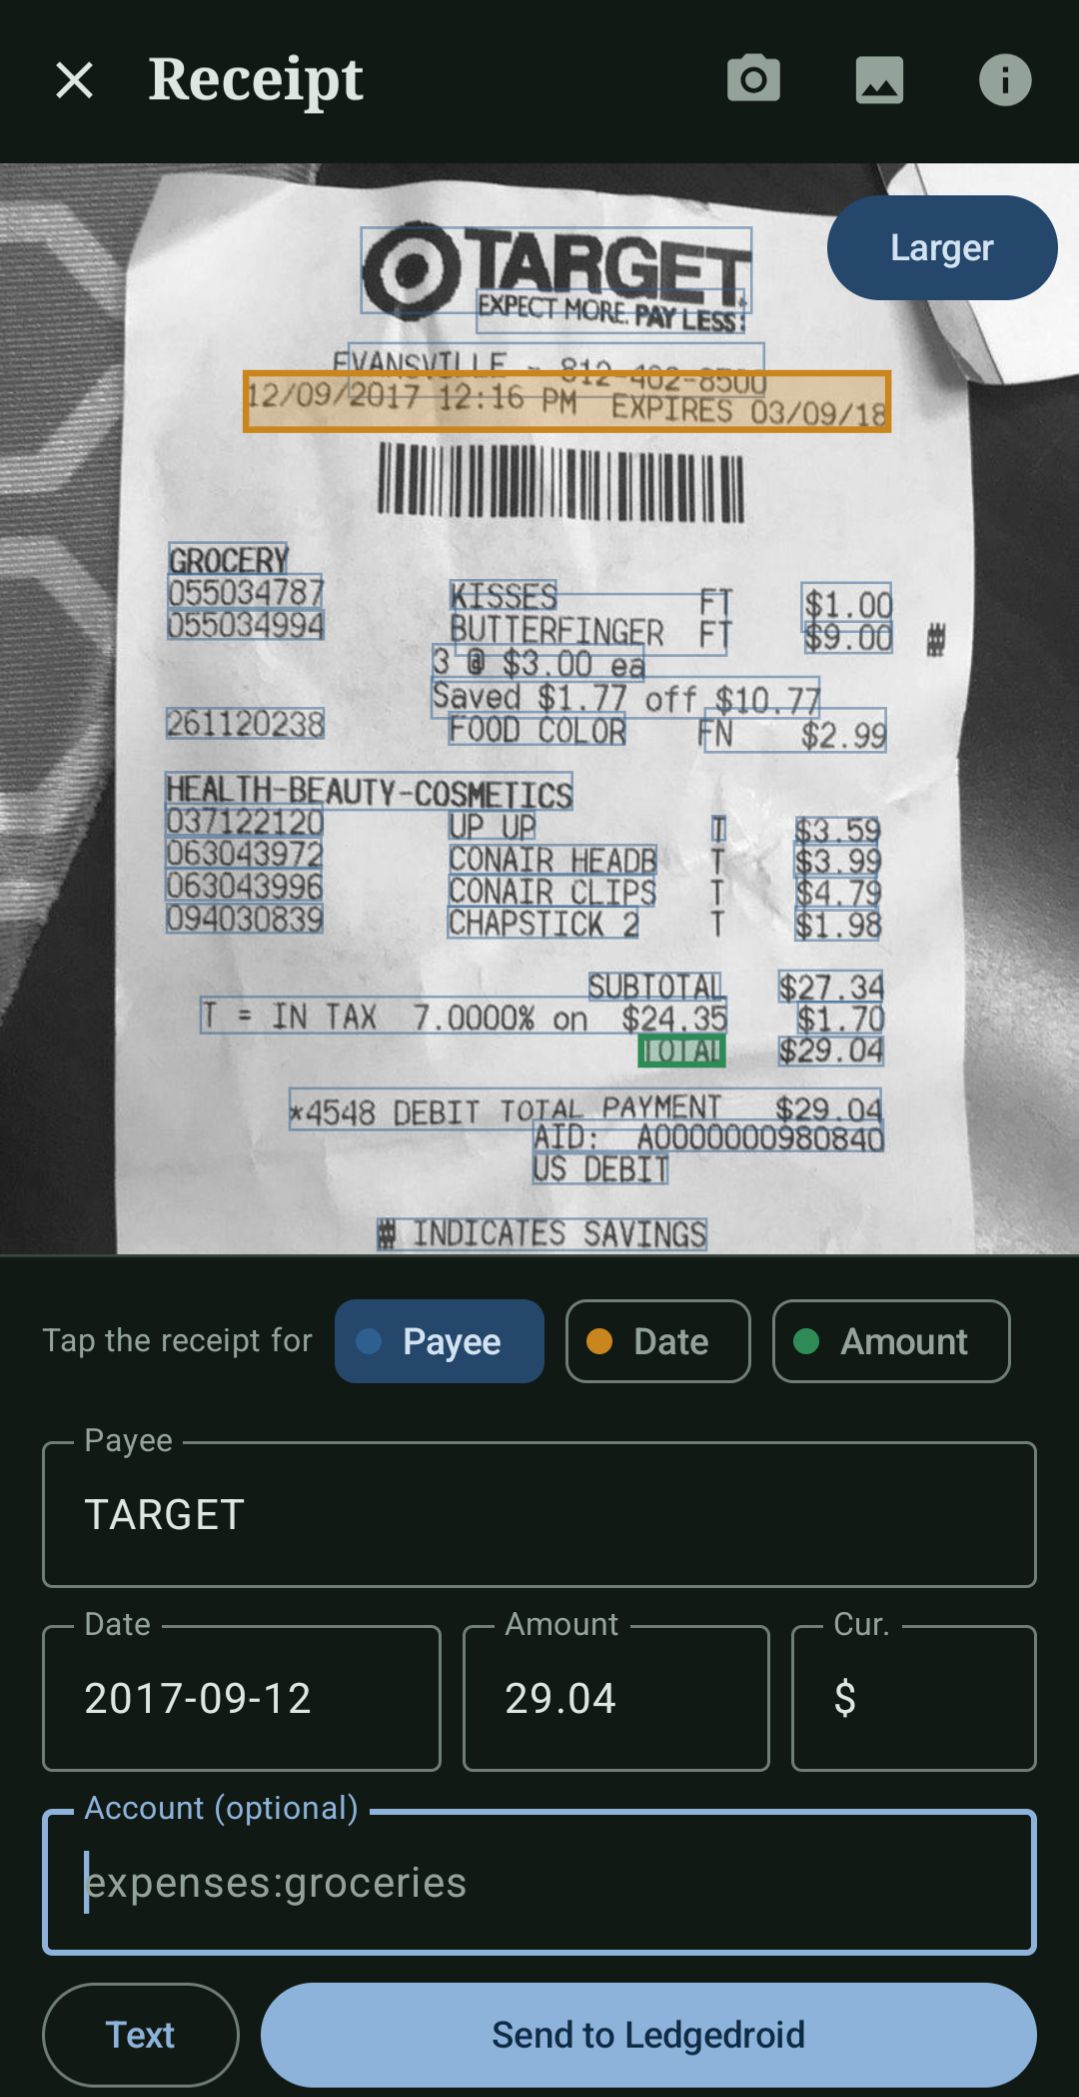 Receipt
Larger
TARGET
EXPECT MORE. PAY LESS.
EVANSVILLE - 812-402-8500
12/09/2017 12:16 PM EXPIRES 03/09/18
GROCERY
055034787 KISSES FT $1.00
055034994 BUTTERFINGER FT $9.00 #
3 @ $3.00 ea
Saved $1.77 off $10.77
261120238 FOOD COLOR FN $2.99
HEALTH-BEAUTY-COSMETICS
037122120 UP UP T $3.59
063043972 CONAIR HEADB T $3.99
063043996 CONAIR CLIPS T $4.79
094030839 CHAPSTICK 2 T $1.98
SUBTOTAL $27.34
T = IN TAX 7.0000% on $24.35 $1.70
TOTAL $29.04
*4548 DEBIT TOTAL PAYMENT $29.04
AID: A0000000980840
US DEBIT
# INDICATES SAVINGS
Tap the receipt for Payee Date Amount
Payee
TARGET
Date Amount Cur.
2017-09-12 29.04 $
Account (optional)
expenses:groceries
Text Send to Ledgedroid